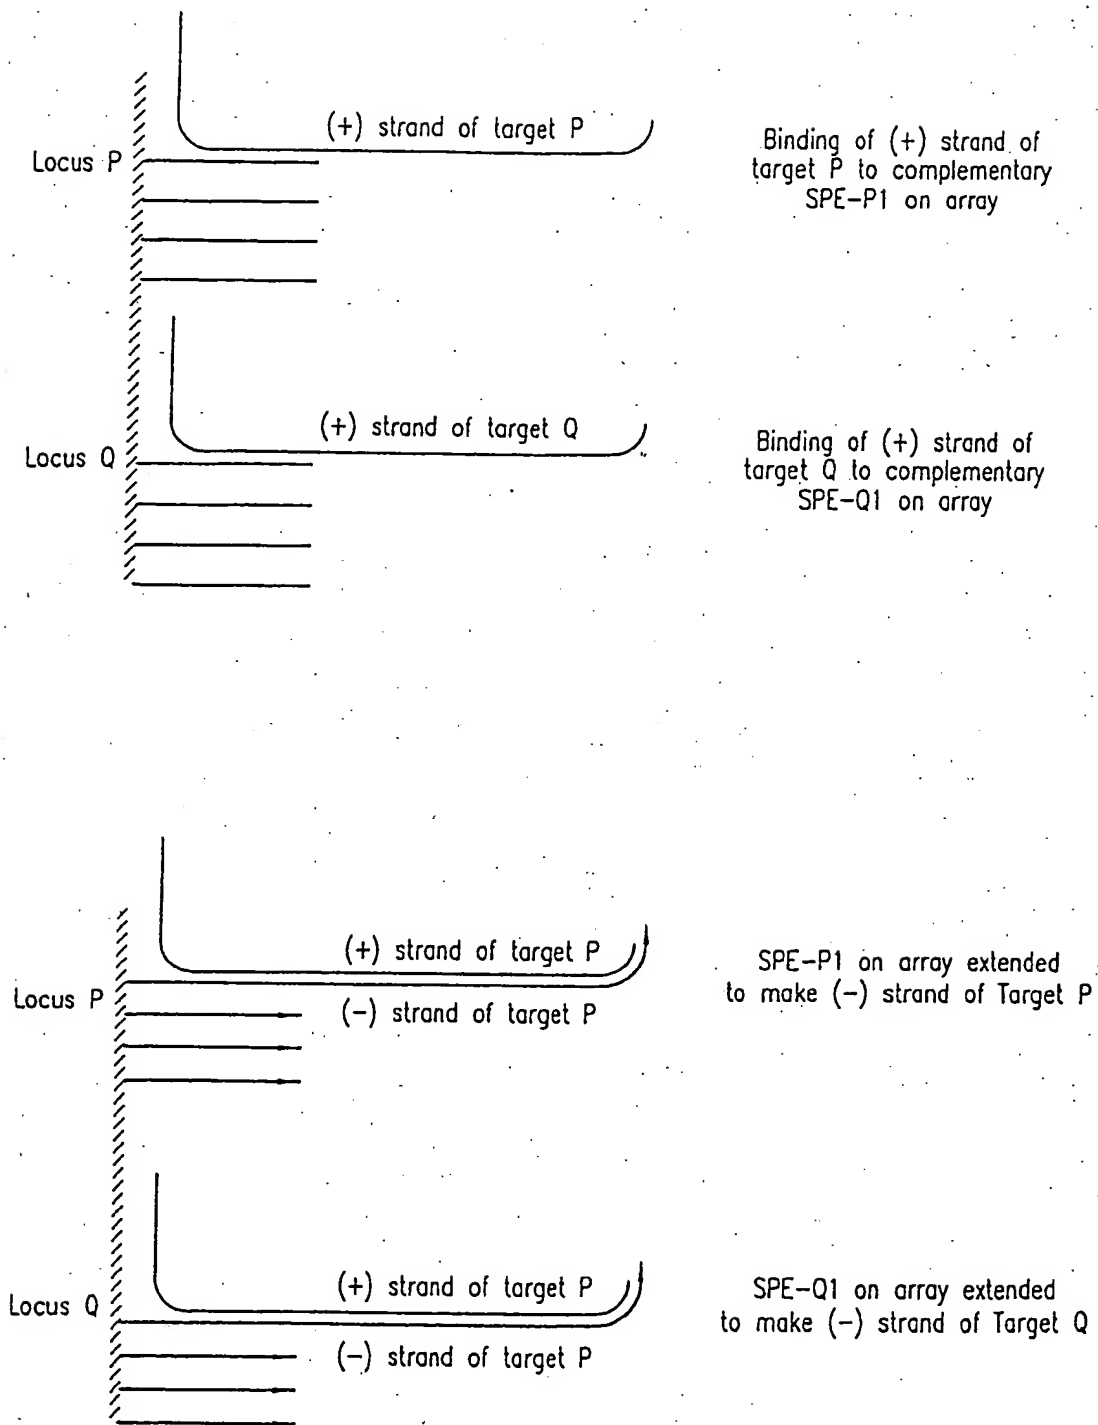 (+) strand of target P
Locus P
Binding of (+) strand of
target P to complementary
SPE-P1 on array
(+) strand of target Q
Locus Q
Binding of (+) strand of
target Q to complementary
SPE-Q1 on array
(+) strand of target P
Locus P
(-) strand of target P
SPE-P1 on array extended
to make (-) strand of Target P
(+) strand of target P
Locus Q
(-) strand of target P
SPE-Q1 on array extended
to make (-) strand of Target Q